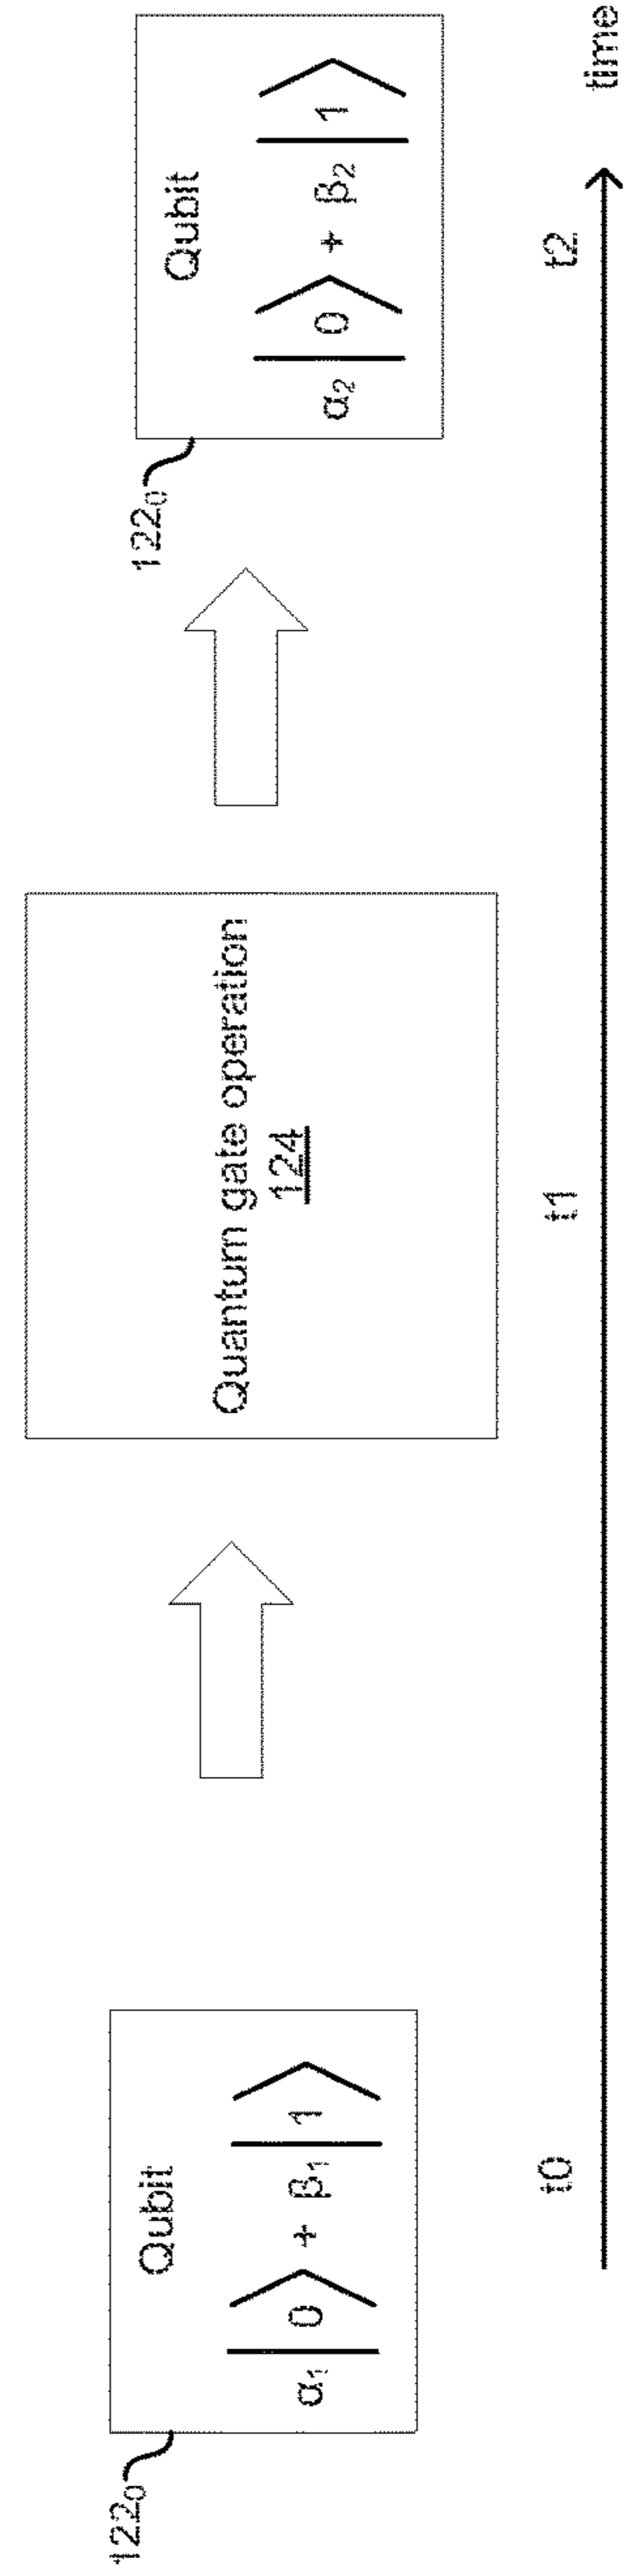 122₀
Qubit
α₁|0⟩ + β₁|1⟩
Quantum gate operation
124
122₀
Qubit
α₂|0⟩ + β₂|1⟩
t0
t1
t2
time